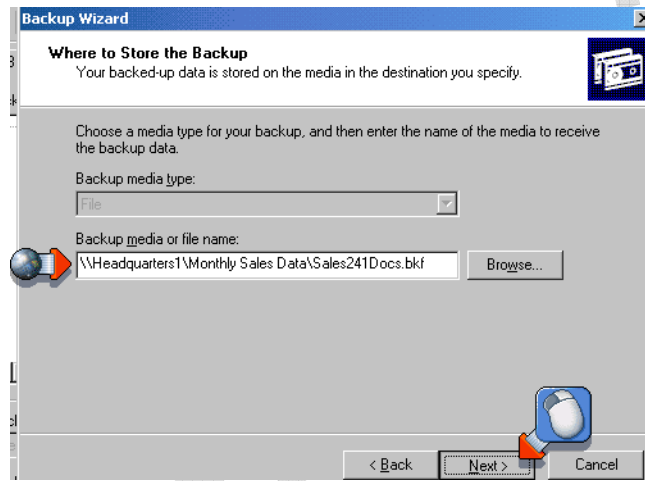 Backup Wizard
Where to Store the Backup
Your backed-up data is stored on the media in the destination you specify.
Choose a media type for your backup, and then enter the name of the media to receive
the backup data.
Backup media type:
File
Backup media or file name:
\\Headquarters1\Monthly Sales Data\Sales241Docs.bkf
Browse...
< Back
Next >
Cancel